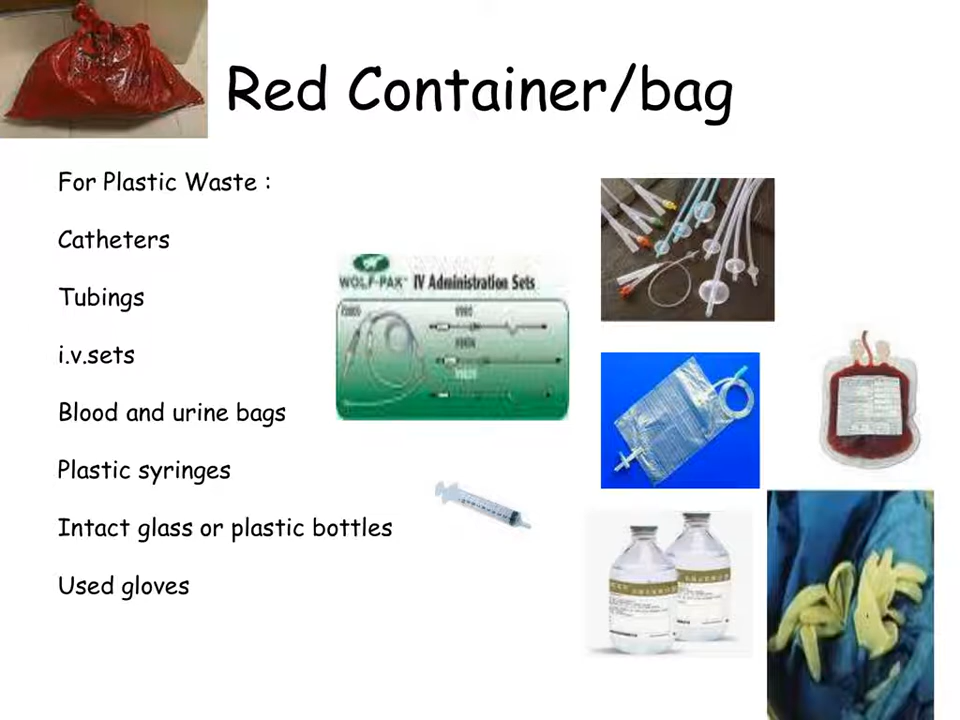 Red Container/bag
For Plastic Waste :
Catheters
Tubings
i.v.sets
Blood and urine bags
Plastic syringes
Intact glass or plastic bottles
Used gloves
WOLF-PAK™ IV Administration Sets